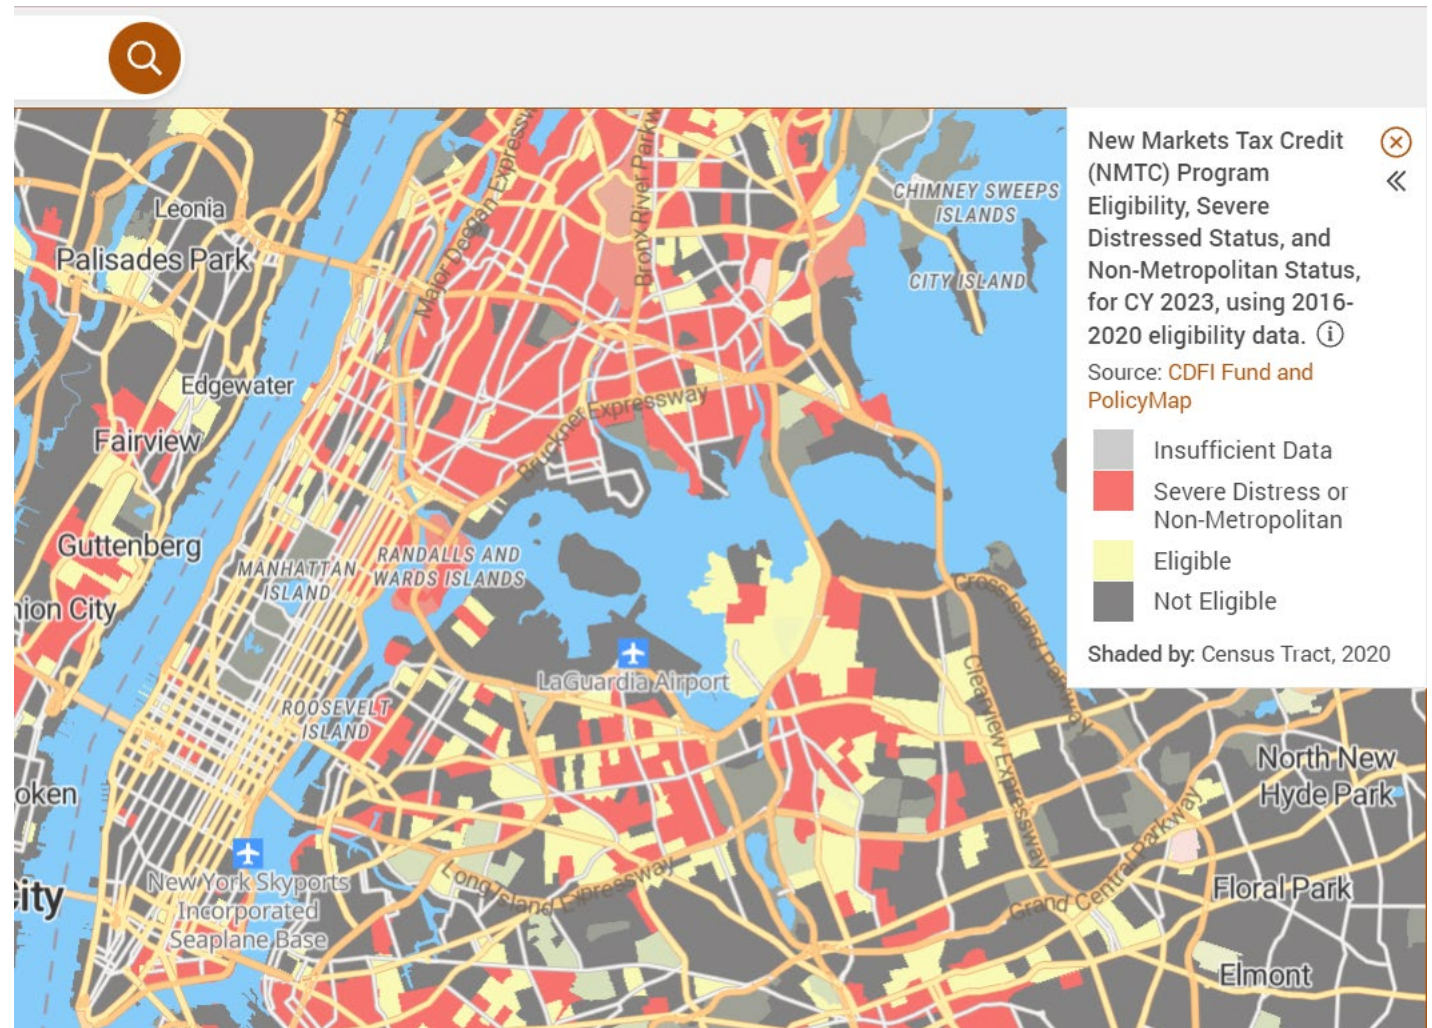 New Markets Tax Credit
(NMTC) Program
Eligibility, Severe
Distressed Status, and
Non-Metropolitan Status,
for CY 2023, using 2016-
2020 eligibility data.
Source: CDFI Fund and
PolicyMap
Insufficient Data
Severe Distress or
Non-Metropolitan
Eligible
Not Eligible
Shaded by: Census Tract, 2020
Leonia
Palisades Park
Major Deegan Expressw
Bronx River Parkw
CHIMNEY SWEEPS
ISLANDS
CITY ISLAND
Edgewater
Fairview
Bruckner Expressway
Guttenberg
MANHATTAN
ISLAND
RANDALLS AND
WARDS ISLANDS
nion City
Cross Island Parkway
LaGuardia Airport
ROOSEVELT
ISLAND
Clearview Expressway
North New
Hyde Park
oken
New York Skyports
Incorporated
Seaplane Base
Long Island Expressway
Grand Central Parkway
Floral Park
ity
Elmont